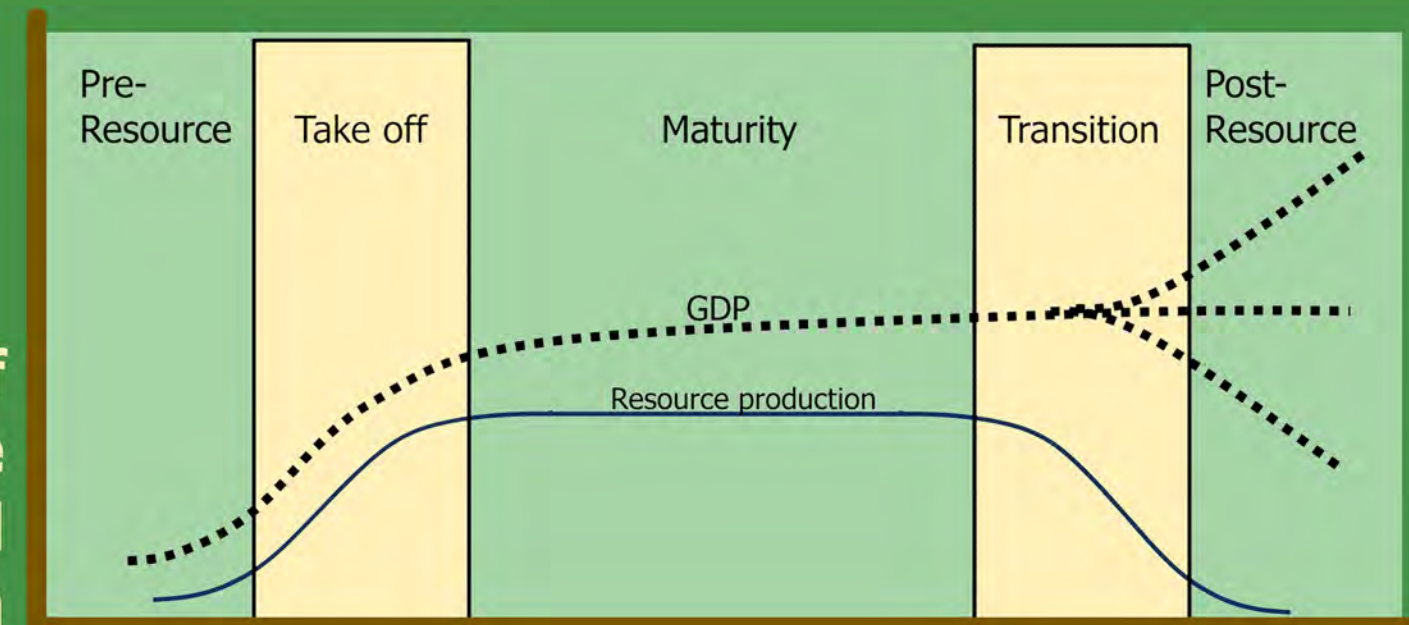 Pre-
Resource
Take off
Maturity
Transition
Post-
Resource
GDP
Resource production